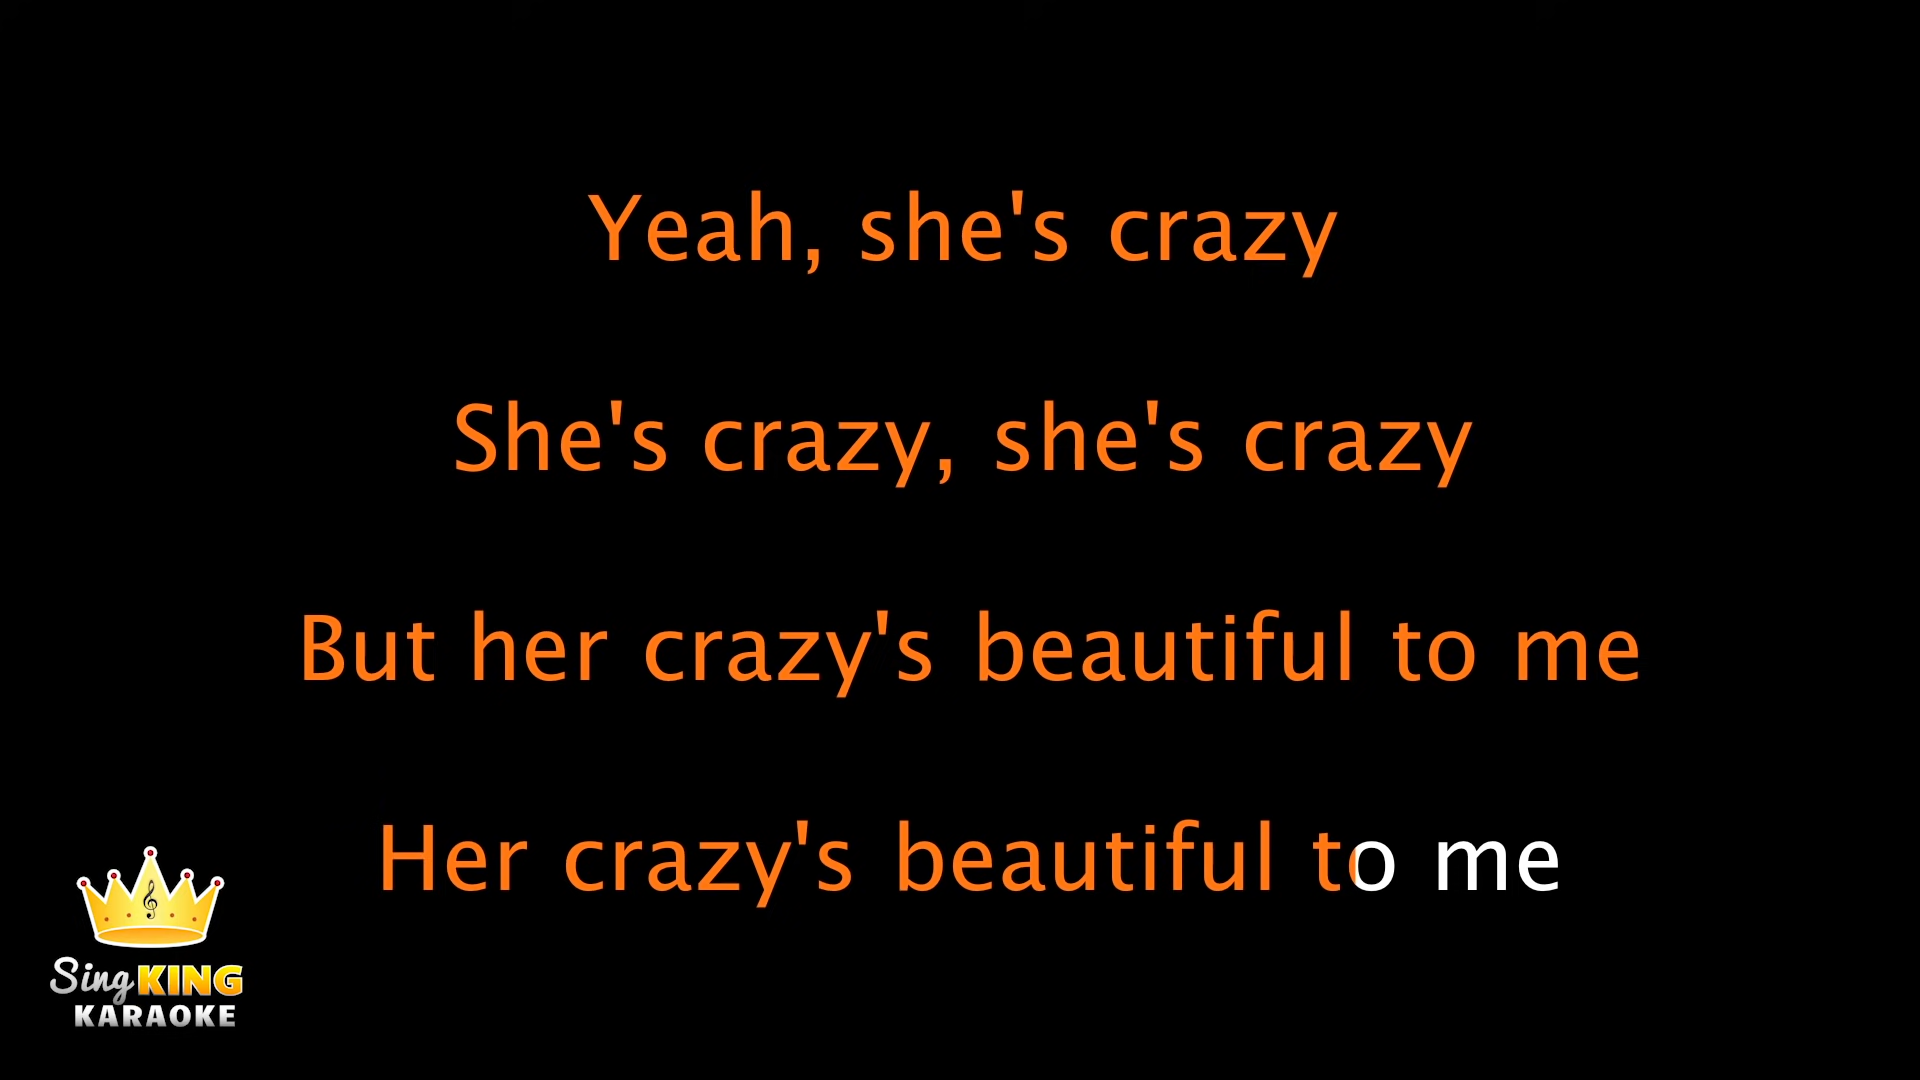 Yeah, she's crazy
She's crazy, she's crazy
But her crazy's beautiful to me
Her crazy's beautiful to me
Sing KING
KARAOKE